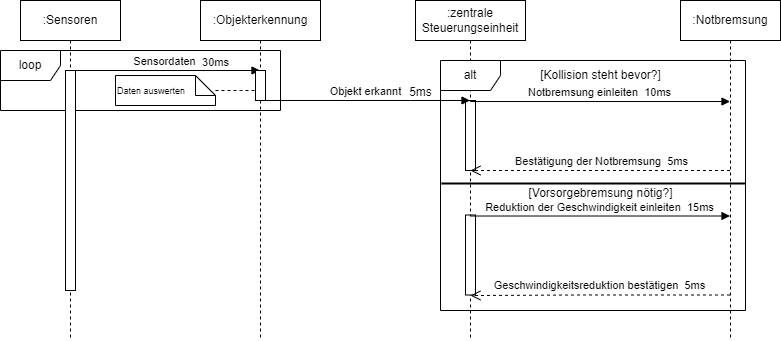 :Sensoren
:Objekterkennung
:zentrale
Steuerungseinheit
:Notbremsung
loop
Sensordaten 30ms
Daten auswerten
Objekt erkannt 5ms
alt
[Kollision steht bevor?]
Notbremsung einleiten 10ms
Bestätigung der Notbremsung 5ms
[Vorsorgebremsung nötig?]
Reduktion der Geschwindigkeit einleiten 15ms
Geschwindigkeitsreduktion bestätigen 5ms